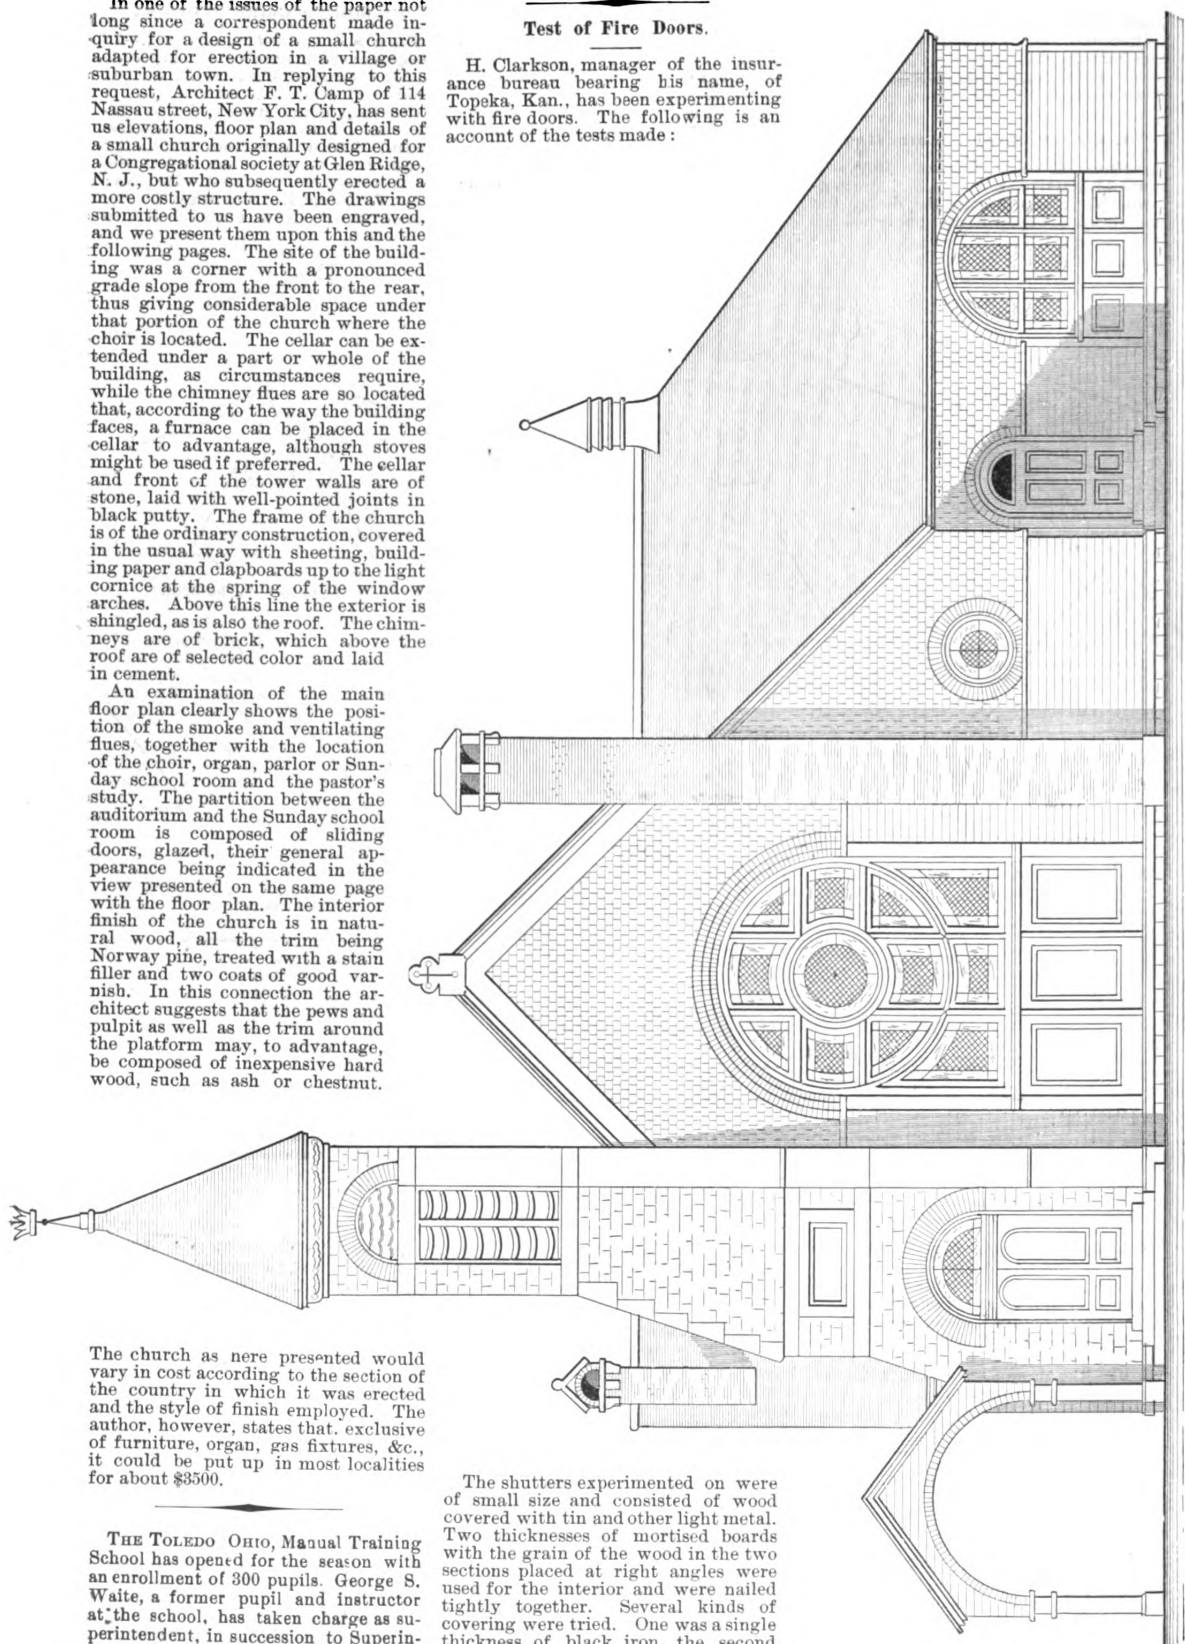 In one of the issues of the paper not
long since a correspondent made in-
quiry for a design of a small church
adapted for erection in a village or
suburban town. In replying to this
request, Architect F. T. Camp of 114
Nassau street, New York City, has sent
us elevations, floor plan and details of
a small church originally designed for
a Congregational society at Glen Ridge,
N. J., but who subsequently erected a
more costly structure. The drawings
submitted to us have been engraved,
and we present them upon this and the
following pages. The site of the build-
ing was a corner with a pronounced
grade slope from the front to the rear,
thus giving considerable space under
that portion of the church where the
choir is located. The cellar can be ex-
tended under a part or whole of the
building, as circumstances require,
while the chimney flues are so located
that, according to the way the building
faces, a furnace can be placed in the
cellar to advantage, although stoves
might be used if preferred. The cellar
and front of the tower walls are of
stone, laid with well-pointed joints in
black putty. The frame of the church
is of the ordinary construction, covered
in the usual way with sheeting, build-
ing paper and clapboards up to the light
cornice at the spring of the window
arches. Above this line the exterior is
shingled, as is also the roof. The chim-
neys are of brick, which above the
roof are of selected color and laid
in cement.
An examination of the main
floor plan clearly shows the posi-
tion of the smoke and ventilating
flues, together with the location
of the choir, organ, parlor or Sun-
day school room and the pastor's
study. The partition between the
auditorium and the Sunday school
room is composed of sliding
doors, glazed, their general ap-
pearance being indicated in the
view presented on the same page
with the floor plan. The interior
finish of the church is in natu-
ral wood, all the trim being
Norway pine, treated with a stain
filler and two coats of good var-
nish. In this connection the ar-
chitect suggests that the pews and
pulpit as well as the trim around
the platform may, to advantage,
be composed of inexpensive hard
wood, such as ash or chestnut.
The church as here presented would
vary in cost according to the section of
the country in which it was erected
and the style of finish employed. The
author, however, states that. exclusive
of furniture, organ, gas fixtures, &c.,
it could be put up in most localities
for about $3500.
THE TOLEDO OHIO, Manual Training
School has opened for the season with
an enrollment of 300 pupils. George S.
Waite, a former pupil and instructor
at the school, has taken charge as su-
perintendent, in succession to Superin-
Test of Fire Doors.
H. Clarkson, manager of the insur-
ance bureau bearing his name, of
Topeka, Kan., has been experimenting
with fire doors. The following is an
account of the tests made :
The shutters experimented on were
of small size and consisted of wood
covered with tin and other light metal.
Two thicknesses of mortised boards
with the grain of the wood in the two
sections placed at right angles were
used for the interior and were nailed
tightly together. Several kinds of
covering were tried. One was a single
thickness of black iron, the second